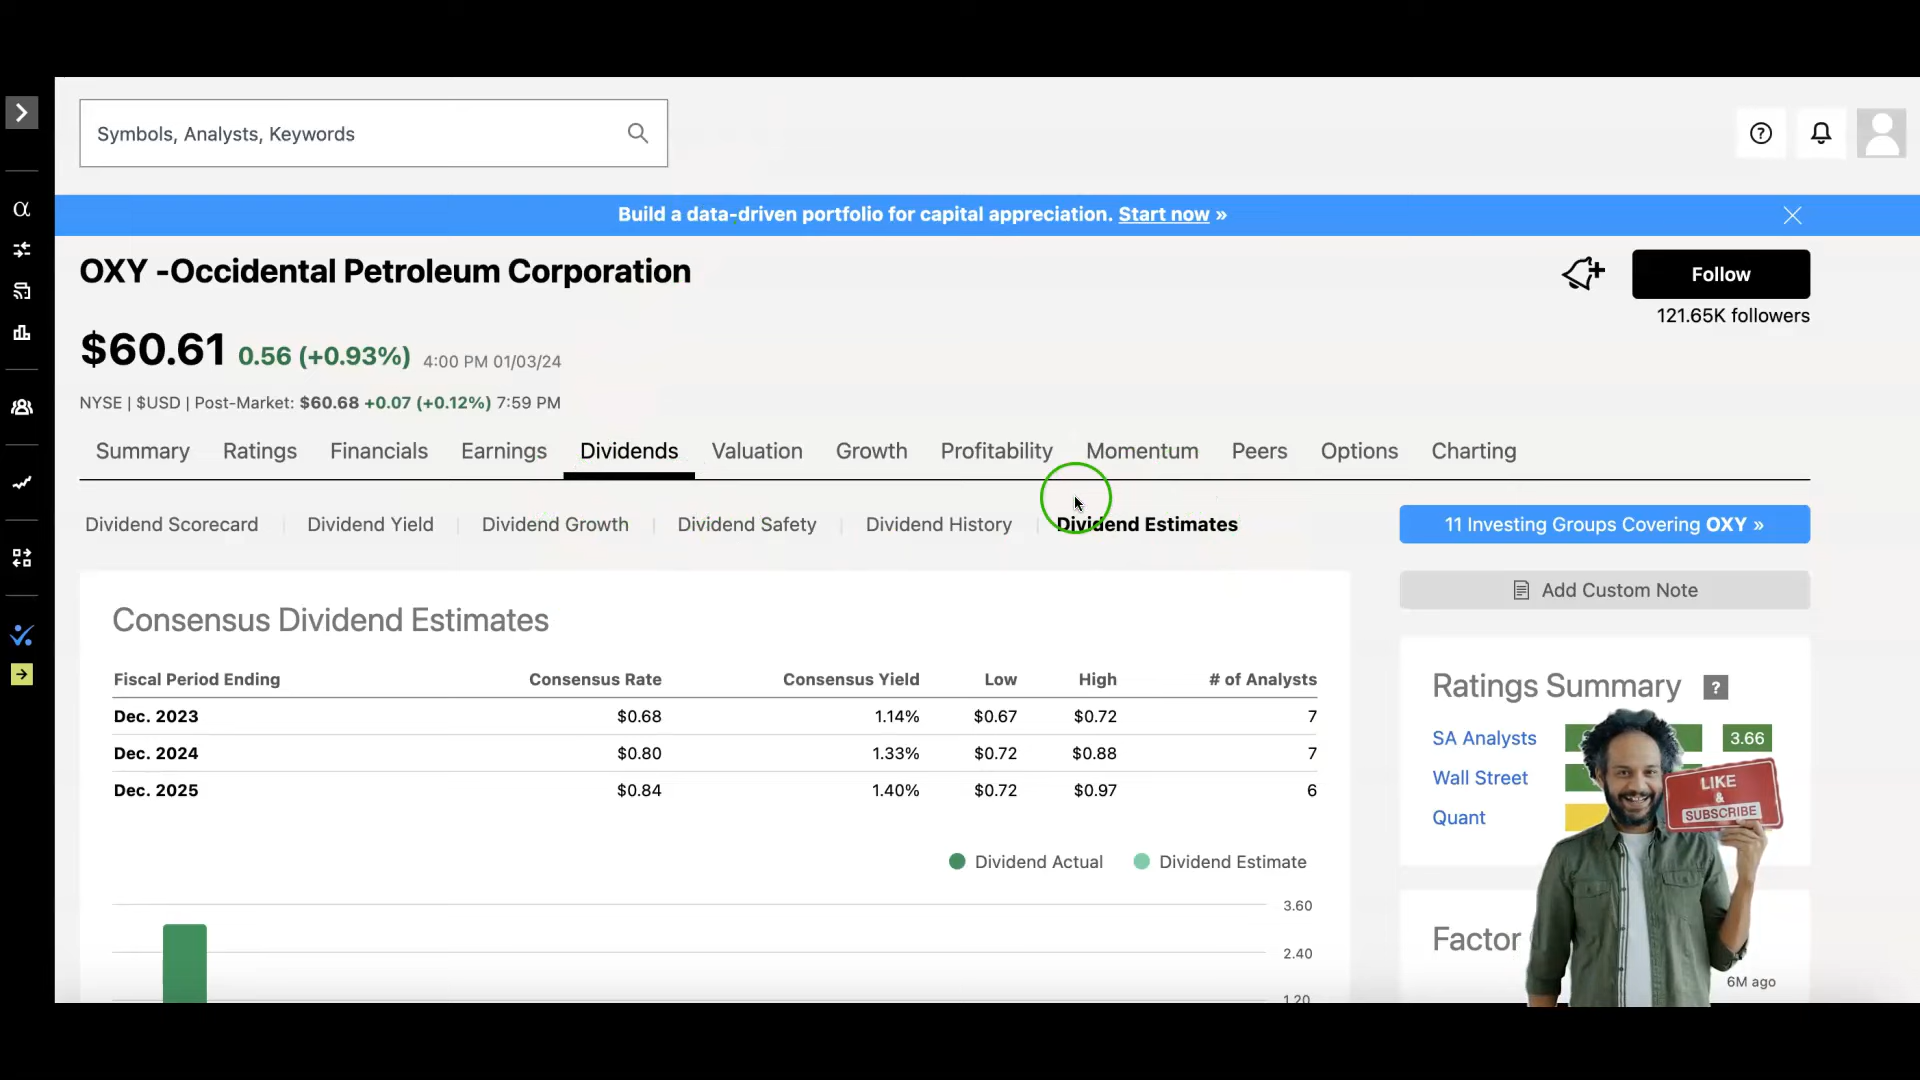 Symbols, Analysts, Keywords
Build a data-driven portfolio for capital appreciation. Start now »
OXY -Occidental Petroleum Corporation
Follow
121.65K followers
$60.61 0.56 (+0.93%) 4:00 PM 01/03/24
NYSE | $USD | Post-Market: $60.68 +0.07 (+0.12%) 7:59 PM
Summary Ratings Financials Earnings Dividends Valuation Growth Profitability Momentum Peers Options Charting
Dividend Scorecard Dividend Yield Dividend Growth Dividend Safety Dividend History Dividend Estimates
11 Investing Groups Covering OXY »
Add Custom Note
Consensus Dividend Estimates
Fiscal Period Ending Consensus Rate Consensus Yield Low High # of Analysts
Dec. 2023 $0.68 1.14% $0.67 $0.72 7
Dec. 2024 $0.80 1.33% $0.72 $0.88 7
Dec. 2025 $0.84 1.40% $0.72 $0.97 6
Dividend Actual Dividend Estimate
3.60
2.40
1.20
Ratings Summary ?
SA Analysts 3.66
Wall Street
Quant
LIKE
&
SUBSCRIBE
Factor
6M ago